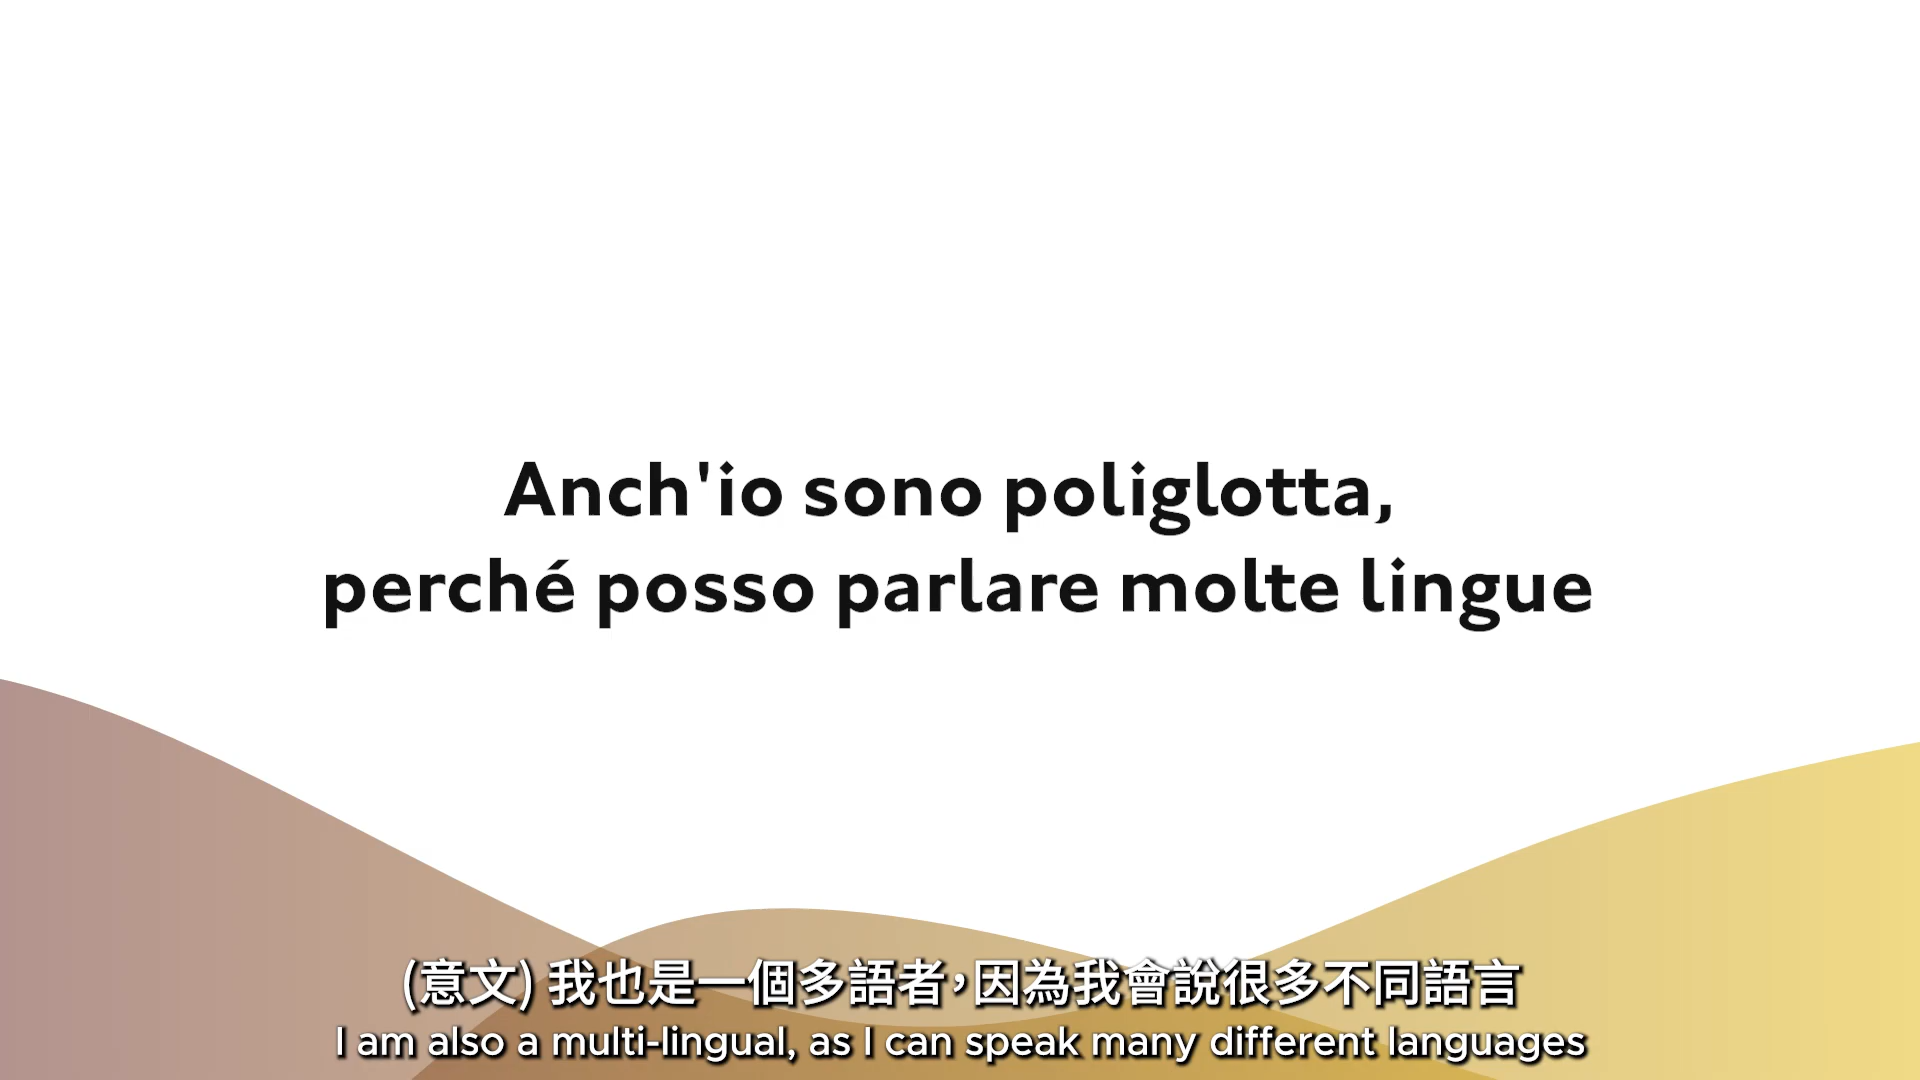 Anch'io sono poliglotta,
perché posso parlare molte lingue
(意文) 我也是一個多語者,因為我會說很多不同語言
I am also a multi-lingual, as I can speak many different languages